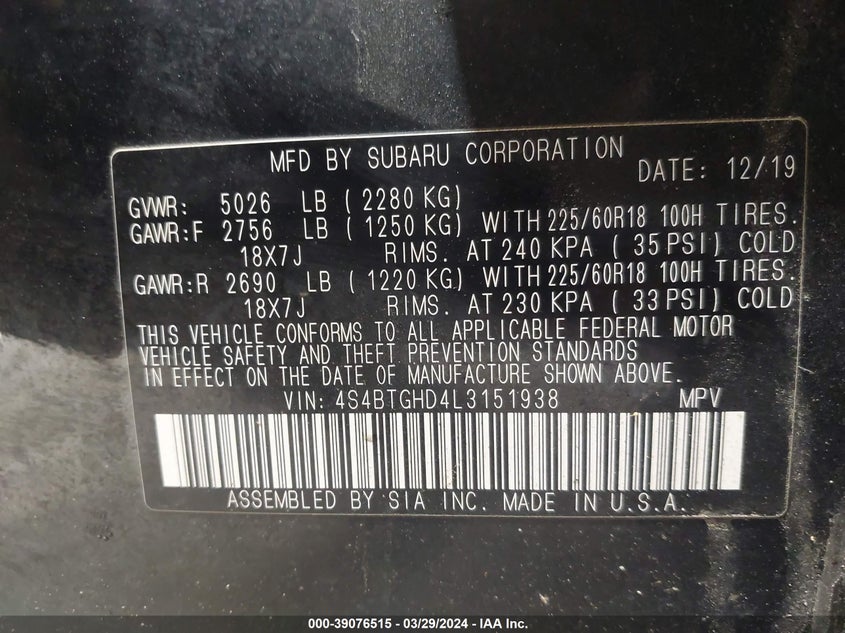 MFD BY SUBARU CORPORATION DATE: 12/19
GVWR: 5026 LB ( 2280 KG)
GAWR:F 2756 LB ( 1250 KG) WITH 225/60R18 100H TIRES.
18X7J RIMS. AT 240 KPA ( 35 PSI) COLD
GAWR:R 2690 LB ( 1220 KG) WITH 225/60R18 100H TIRES.
18X7J RIMS. AT 230 KPA ( 33 PSI) COLD
THIS VEHICLE CONFORMS TO ALL APPLICABLE FEDERAL MOTOR
VEHICLE SAFETY AND THEFT PREVENTION STANDARDS
IN EFFECT ON THE DATE OF MANUFACTURE SHOWN ABOVE.
VIN: 4S4BTGHD4L3151938 MPV
ASSEMBLED BY SIA INC. MADE IN U.S.A.
000-39076515 - 03/29/2024 - IAA Inc.